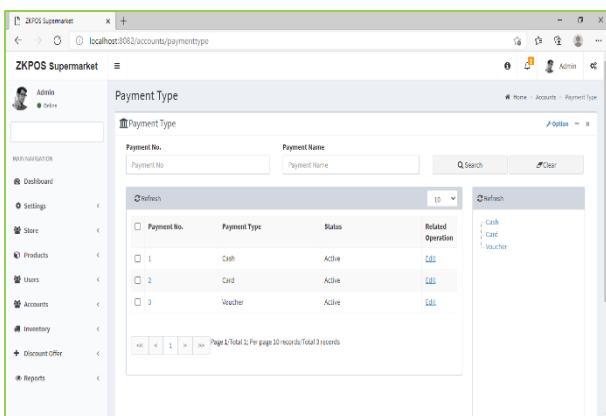 ZKPOS Supermarket
localhost:8082/accounts/paymenttype
ZKPOS Supermarket
Admin
Admin
Online
Payment Type
Home
Accounts
Payment Type
Payment Type
Option
Payment No.
Payment Name
Payment No
Payment Name
Search
Clear
MAIN NAVIGATION
Dashboard
Settings
Store
Products
Users
Accounts
Inventory
Discount Offer
Reports
Refresh
10
Payment No.
Payment Type
Status
Related Operation
1
Cash
Active
Edit
2
Card
Active
Edit
3
Voucher
Active
Edit
<< < 1 > >> Page 1/Total 1; Per page 10 records/Total 3 records
Refresh
Cash
Card
Voucher